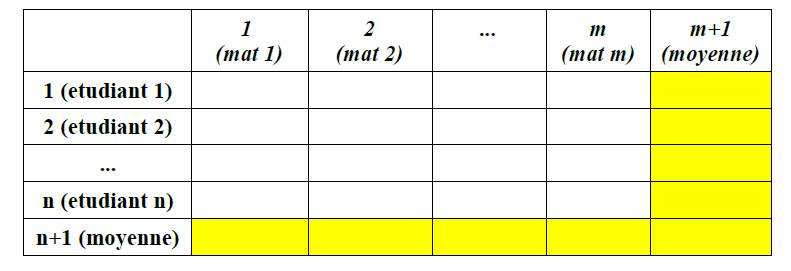 1 2 ... m m+1
(mat 1) (mat 2) (mat m) (moyenne)
1 (etudiant 1)
2 (etudiant 2)
...
n (etudiant n)
n+1 (moyenne)